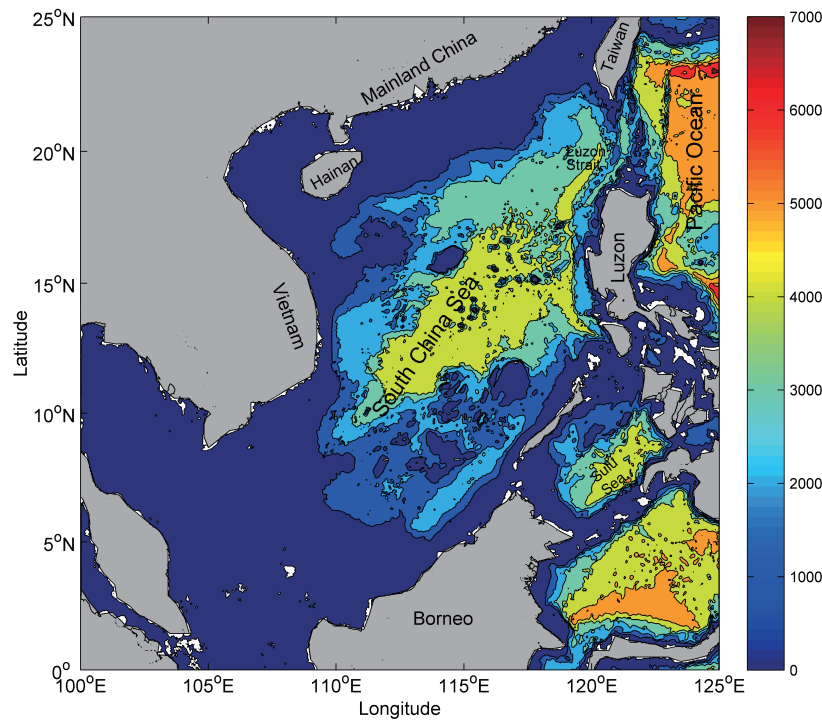 25°N
20°N
15°N
10°N
5°N
0°
Latitude
100°E
105°E
110°E
115°E
120°E
125°E
Longitude
Mainland China
Taiwan
Hainan
Luzon
Strait
Pacific Ocean
Luzon
Vietnam
South China Sea
Sulu
Sea
Borneo
7000
6000
5000
4000
3000
2000
1000
0